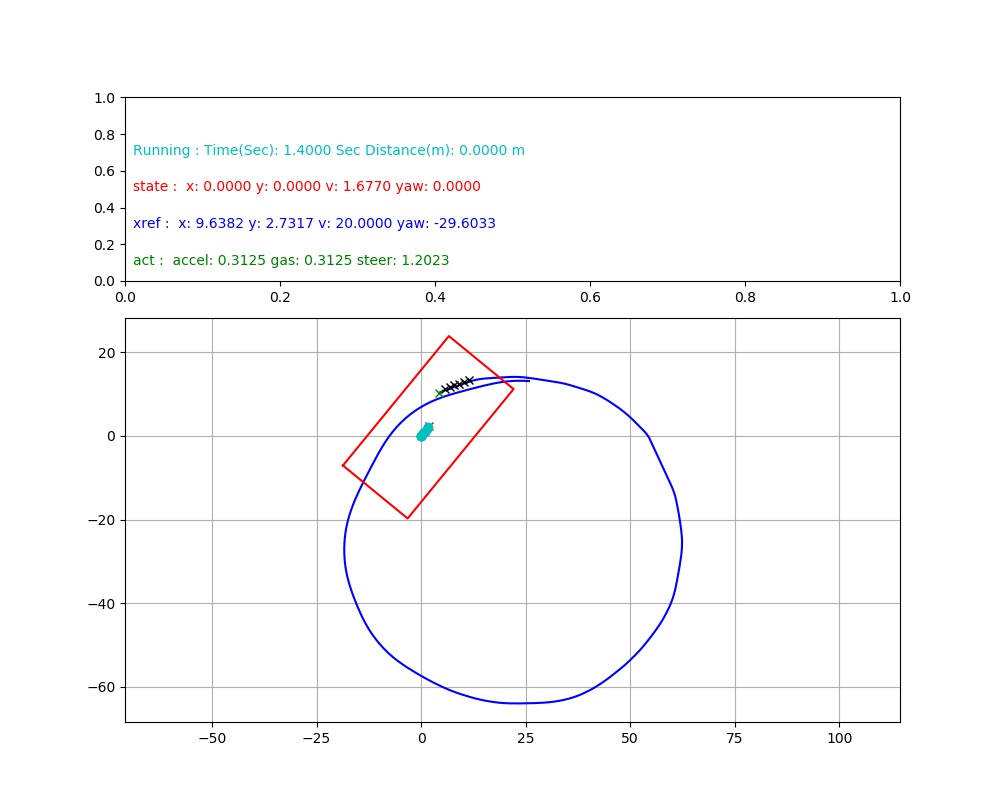 1.0
0.8
Running : Time(Sec): 1.4000 Sec Distance(m): 0.0000 m
0.6
state :  x: 0.0000 y: 0.0000 v: 1.6770 yaw: 0.0000
0.4
xref :  x: 9.6382 y: 2.7317 v: 20.0000 yaw: -29.6033
0.2
act :  accel: 0.3125 gas: 0.3125 steer: 1.2023
0.0
0.0 0.2 0.4 0.6 0.8 1.0
20
0
−20
−40
−60
−50 −25 0 25 50 75 100